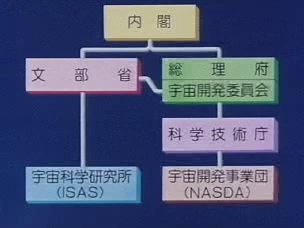 内閣
文部省
総理府
宇宙開発委員会
科学技術庁
宇宙科学研究所
(ISAS)
宇宙開発事業団
(NASDA)